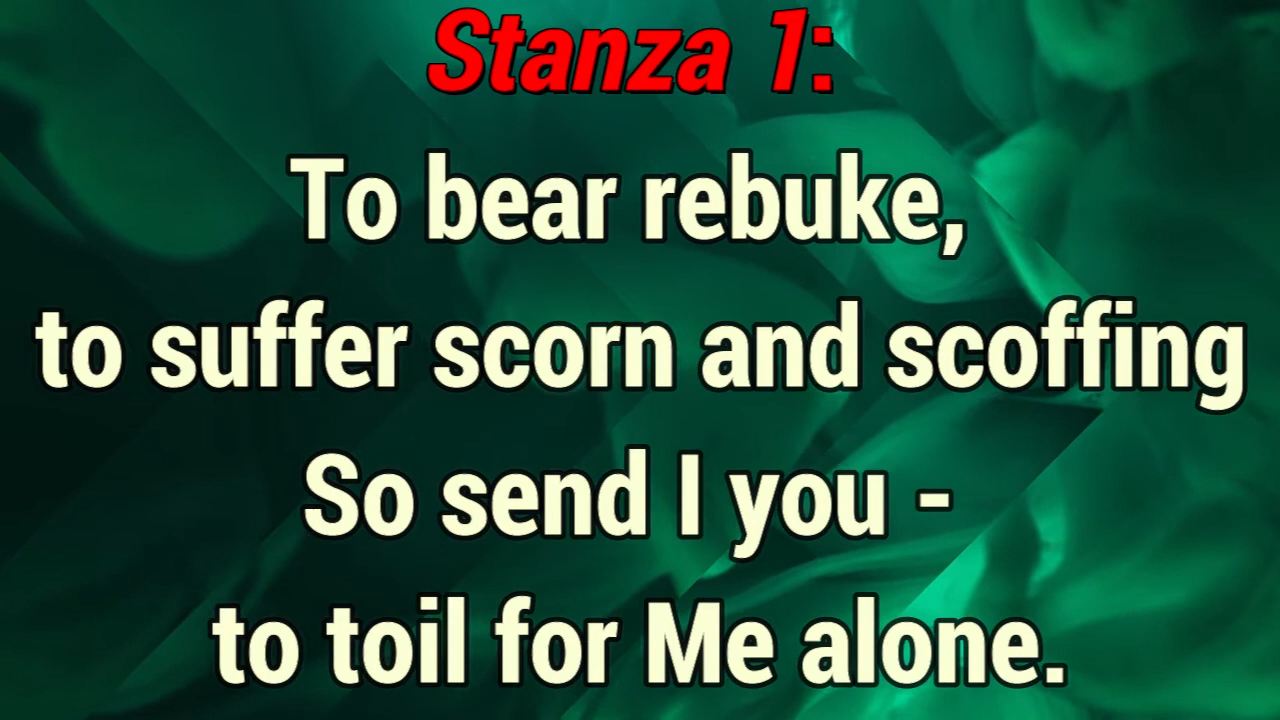 Stanza 1:
To bear rebuke,
to suffer scorn and scoffing
So send I you -
to toil for Me alone.